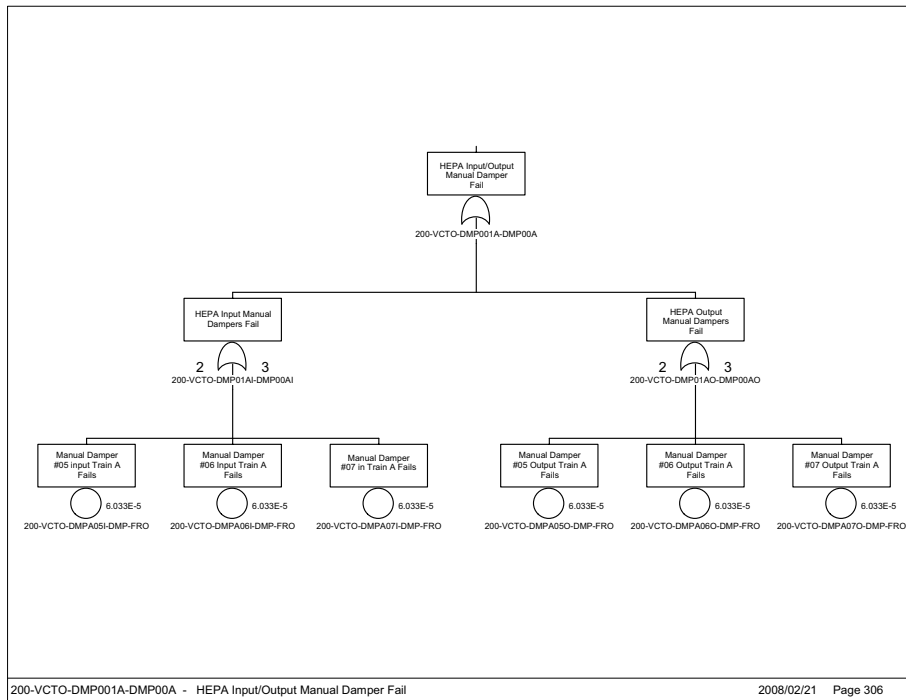 HEPA Input/Output
Manual Damper
Fail
200-VCTO-DMP001A-DMP00A
HEPA Input Manual
Dampers Fail
2 3
200-VCTO-DMP01AI-DMP00AI
HEPA Output
Manual Dampers
Fail
2 3
200-VCTO-DMP01AO-DMP00AO
Manual Damper
#05 input Train A
Fails
6.033E-5
200-VCTO-DMPA05I-DMP-FRO
Manual Damper
#06 Input Train A
Fails
6.033E-5
200-VCTO-DMPA06I-DMP-FRO
Manual Damper
#07 in Train A Fails
6.033E-5
200-VCTO-DMPA07I-DMP-FRO
Manual Damper
#05 Output Train A
Fails
6.033E-5
200-VCTO-DMPA05O-DMP-FRO
Manual Damper
#06 Output Train A
Fails
6.033E-5
200-VCTO-DMPA06O-DMP-FRO
Manual Damper
#07 Output Train A
Fails
6.033E-5
200-VCTO-DMPA07O-DMP-FRO
200-VCTO-DMP001A-DMP00A - HEPA Input/Output Manual Damper Fail 2008/02/21 Page 306